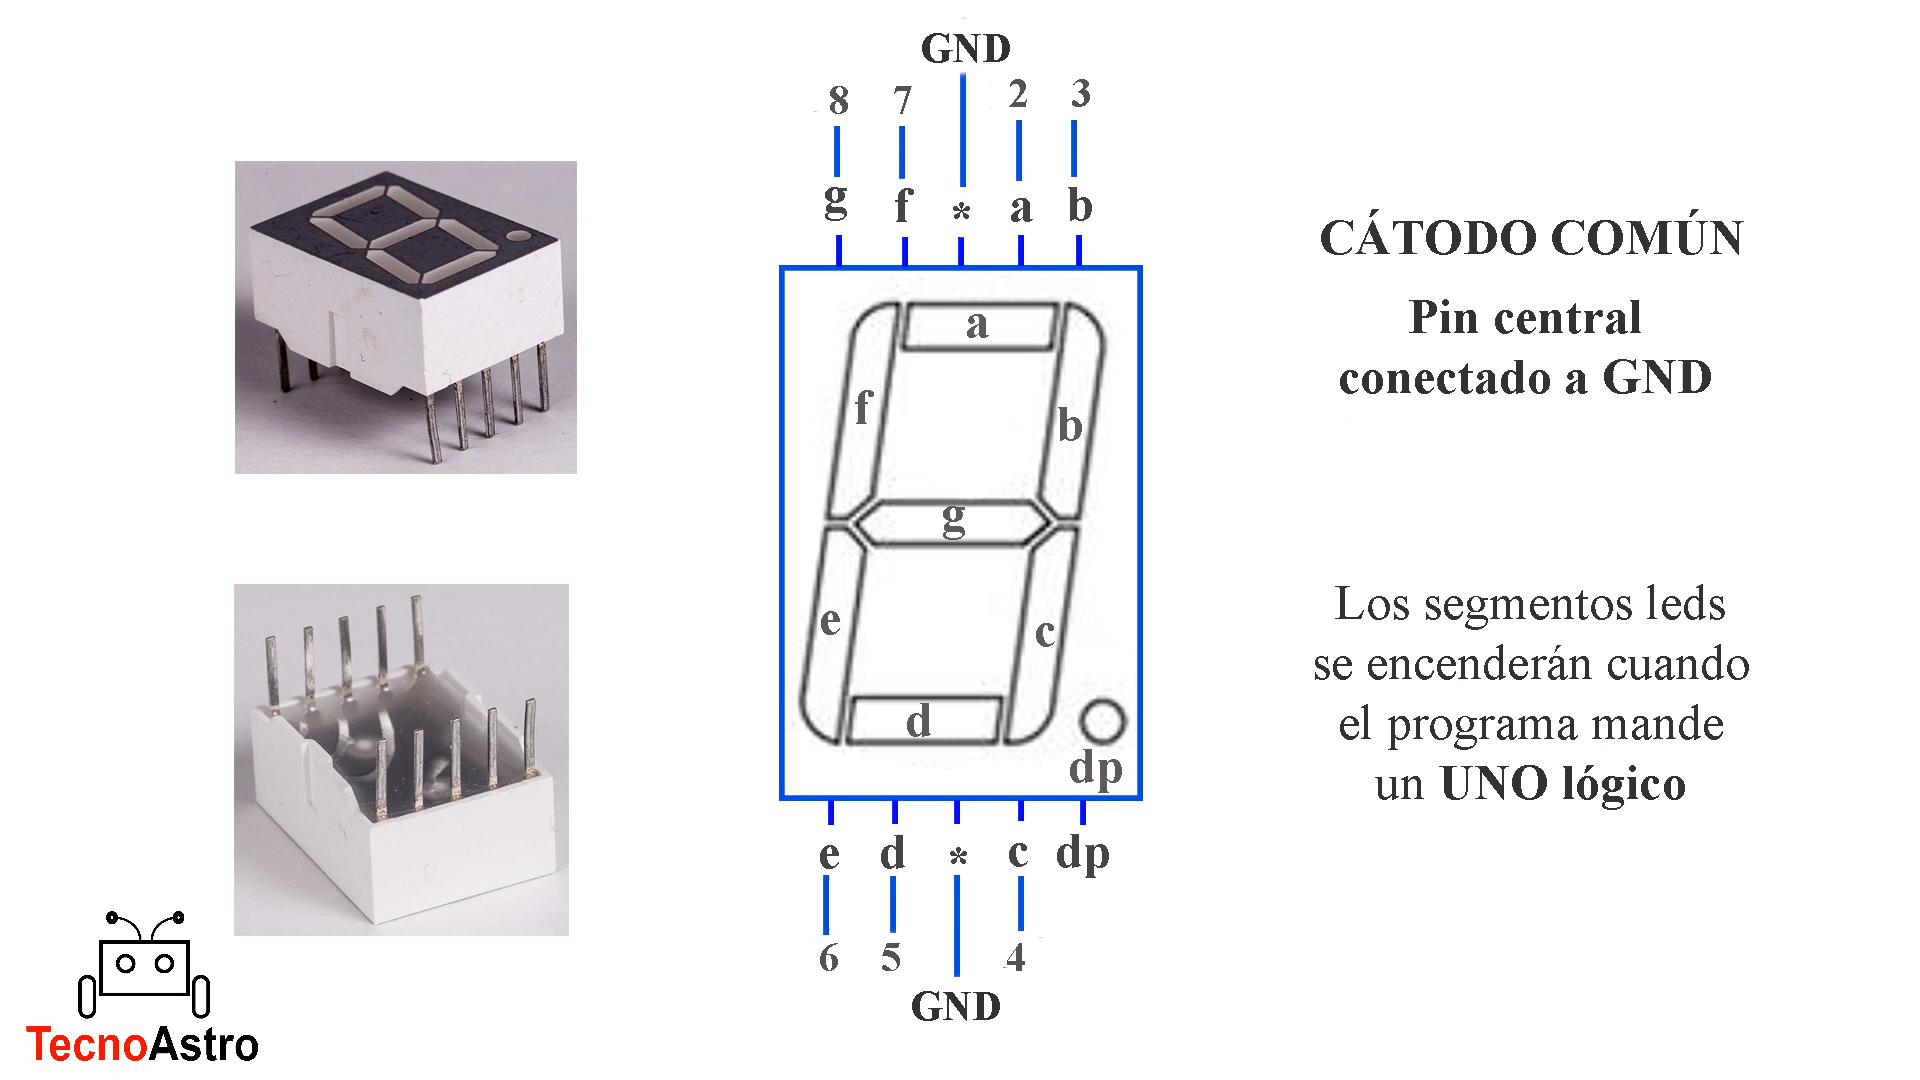 GND
8 7 2 3
g f * a b
a
f
b
g
e
c
d
dp
e d * c dp
6 5 4
GND
CÁTODO COMÚN
Pin central
conectado a GND
Los segmentos leds
se encenderán cuando
el programa mande
un UNO lógico
TecnoAstro